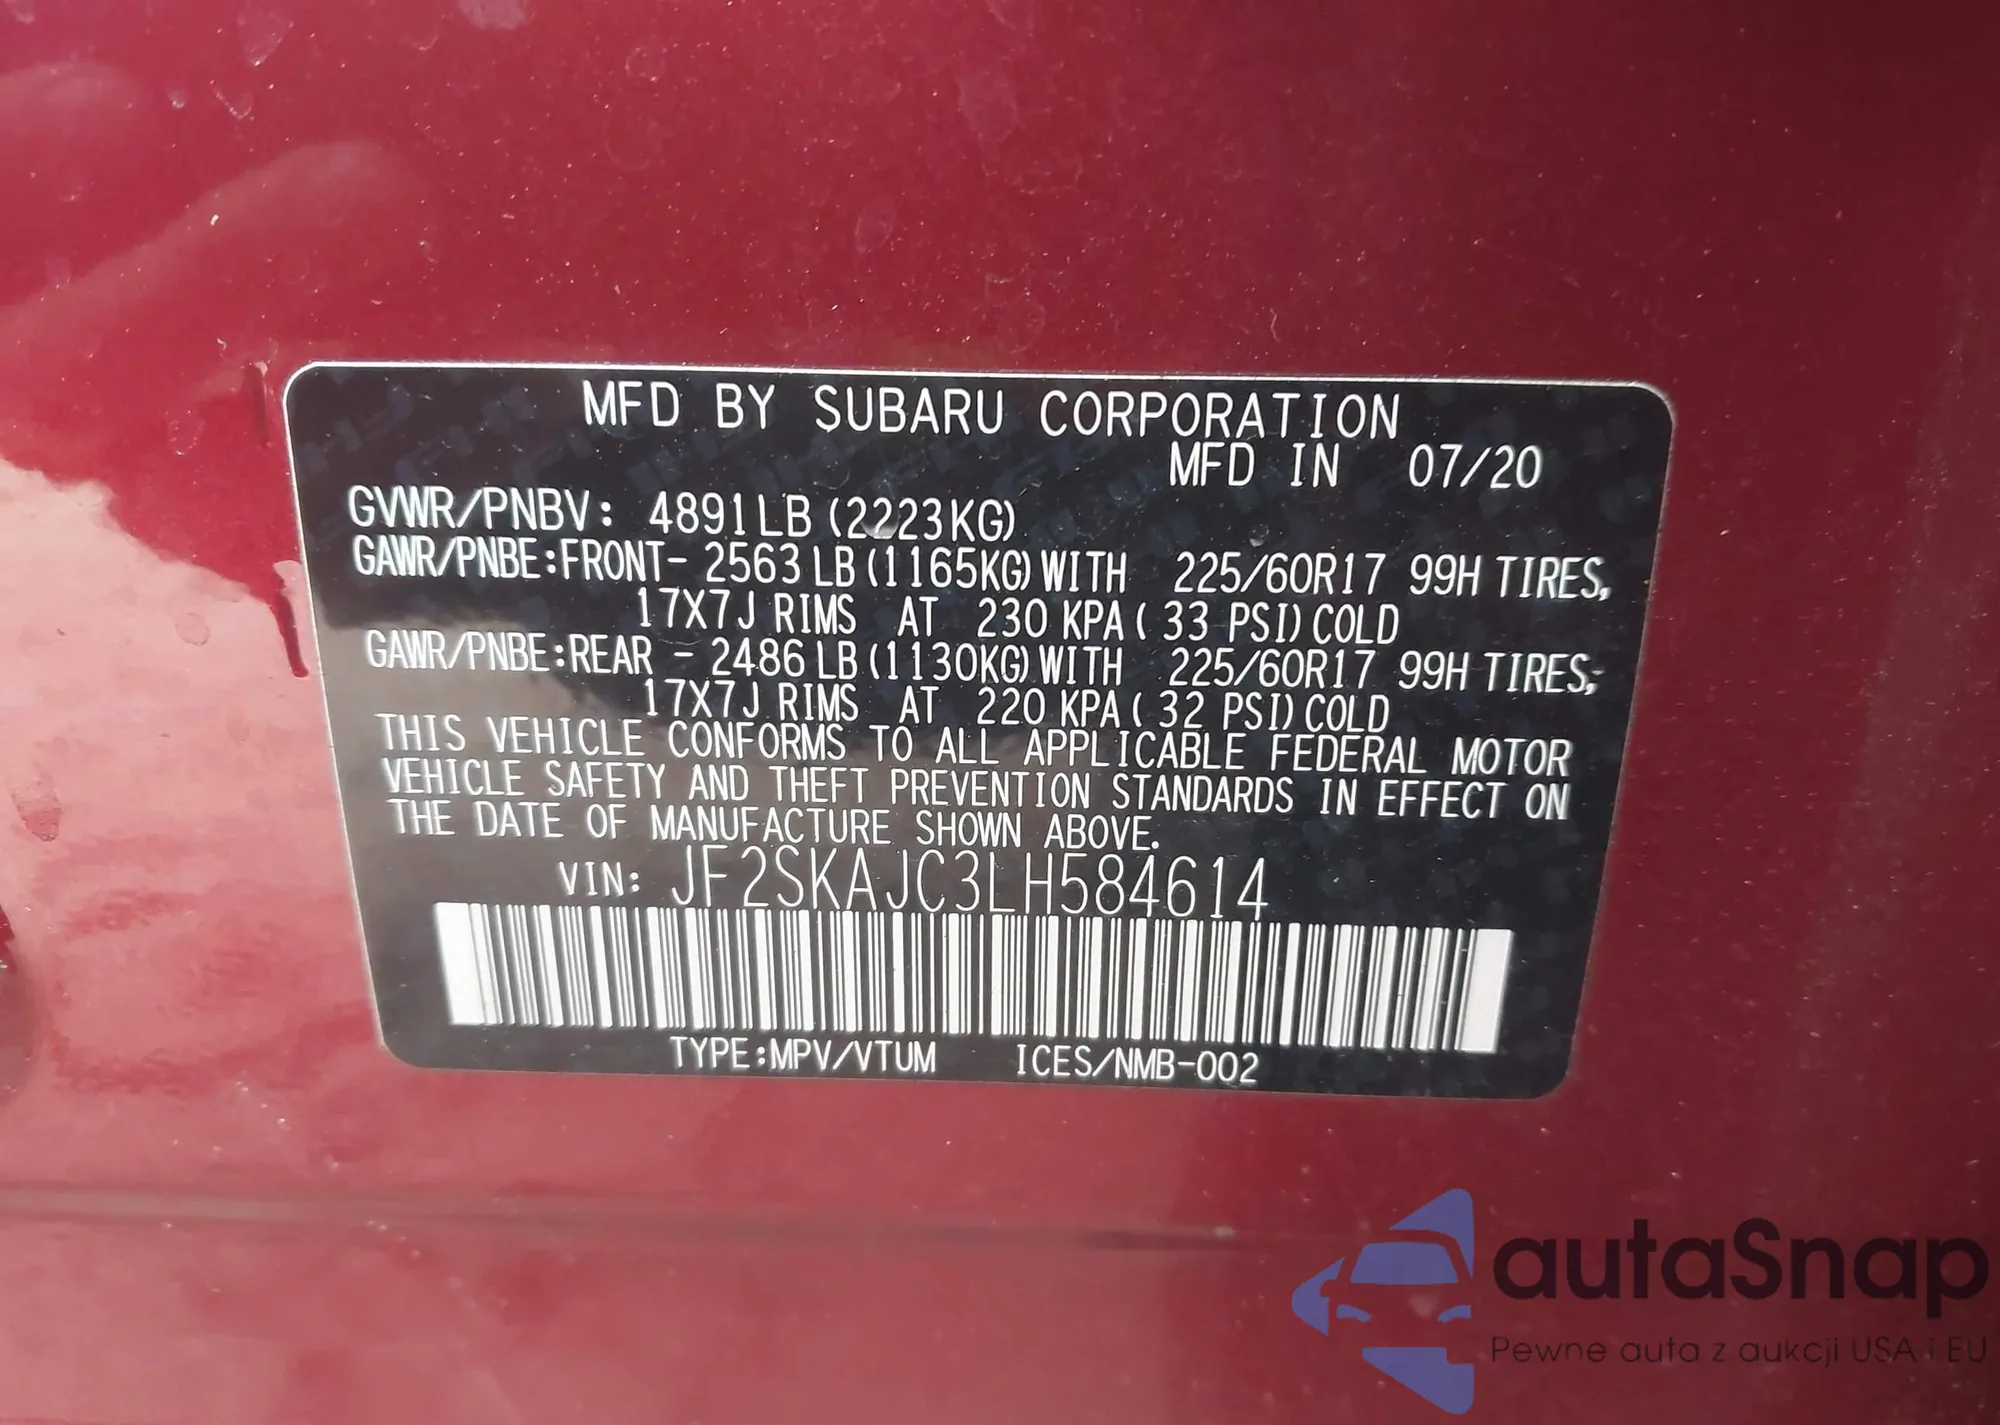 MFD BY SUBARU CORPORATION
MFD IN 07/20
GVWR/PNBV: 4891LB (2223KG)
GAWR/PNBE:FRONT- 2563 LB (1165KG) WITH 225/60R17 99H TIRES,
17X7J RIMS AT 230 KPA ( 33 PSI) COLD
GAWR/PNBE:REAR - 2486 LB (1130KG) WITH 225/60R17 99H TIRES,
17X7J RIMS AT 220 KPA ( 32 PSI) COLD
THIS VEHICLE CONFORMS TO ALL APPLICABLE FEDERAL MOTOR
VEHICLE SAFETY AND THEFT PREVENTION STANDARDS IN EFFECT ON
THE DATE OF MANUFACTURE SHOWN ABOVE.
VIN: JF2SKAJC3LH584614
TYPE:MPV/VTUM ICES/NMB-002
autaSnap
Pewne auta z aukcji USA i EU